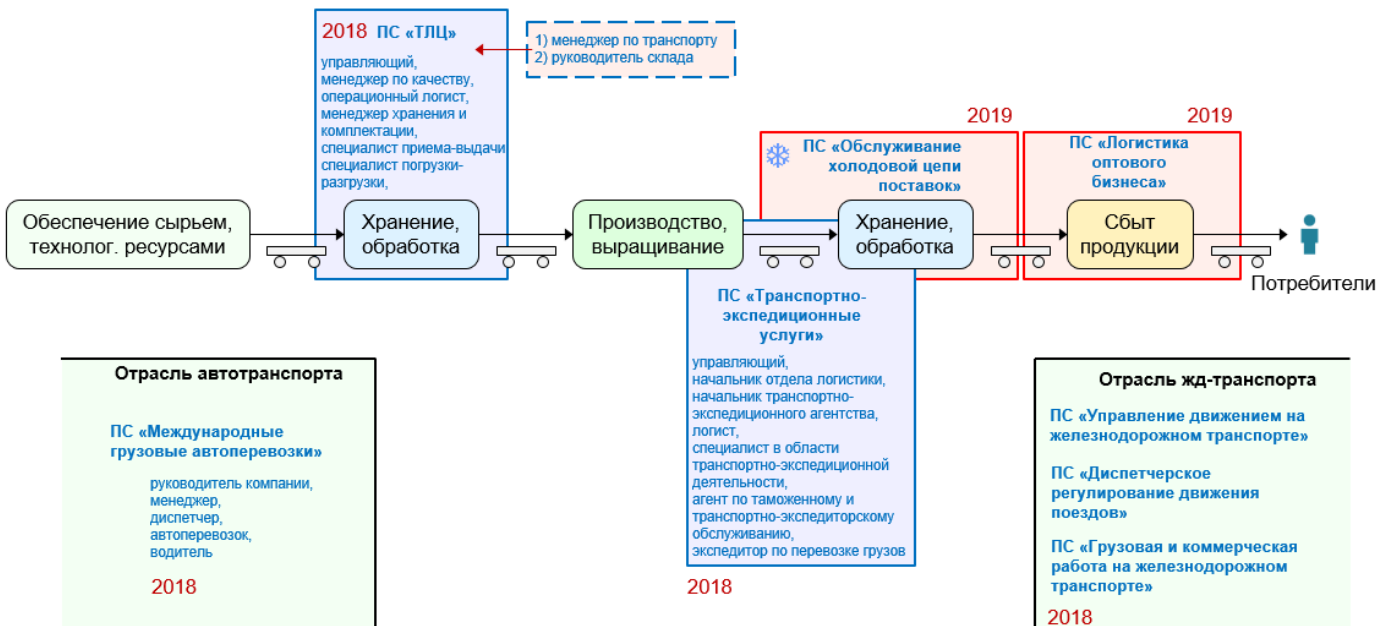 2018 ПС «ТЛЦ»
управляющий,
менеджер по качеству,
операционный логист,
менеджер хранения и
комплектации,
специалист приема-выдачи
специалист погрузки-
разгрузки,
1) менеджер по транспорту
2) руководитель склада
2019
ПС «Обслуживание
холодовой цепи
поставок»
2019
ПС «Логистика
оптового
бизнеса»
Обеспечение сырьем,
технолог. ресурсами
Хранение,
обработка
Производство,
выращивание
Хранение,
обработка
Сбыт
продукции
Потребители
ПС «Транспортно-
экспедиционные
услуги»
управляющий,
начальник отдела логистики,
начальник транспортно-
экспедиционного агентства,
логист,
специалист в области
транспортно-экспедиционной
деятельности,
агент по таможенному и
транспортно-экспедиторскому
обслуживанию,
экспедитор по перевозке грузов
2018
Отрасль автотранспорта
ПС «Международные
грузовые автоперевозки»
руководитель компании,
менеджер,
диспетчер,
автоперевозок,
водитель
2018
Отрасль жд-транспорта
ПС «Управление движением на
железнодорожном транспорте»
ПС «Диспетчерское
регулирование движения
поездов»
ПС «Грузовая и коммерческая
работа на железнодорожном
транспорте»
2018